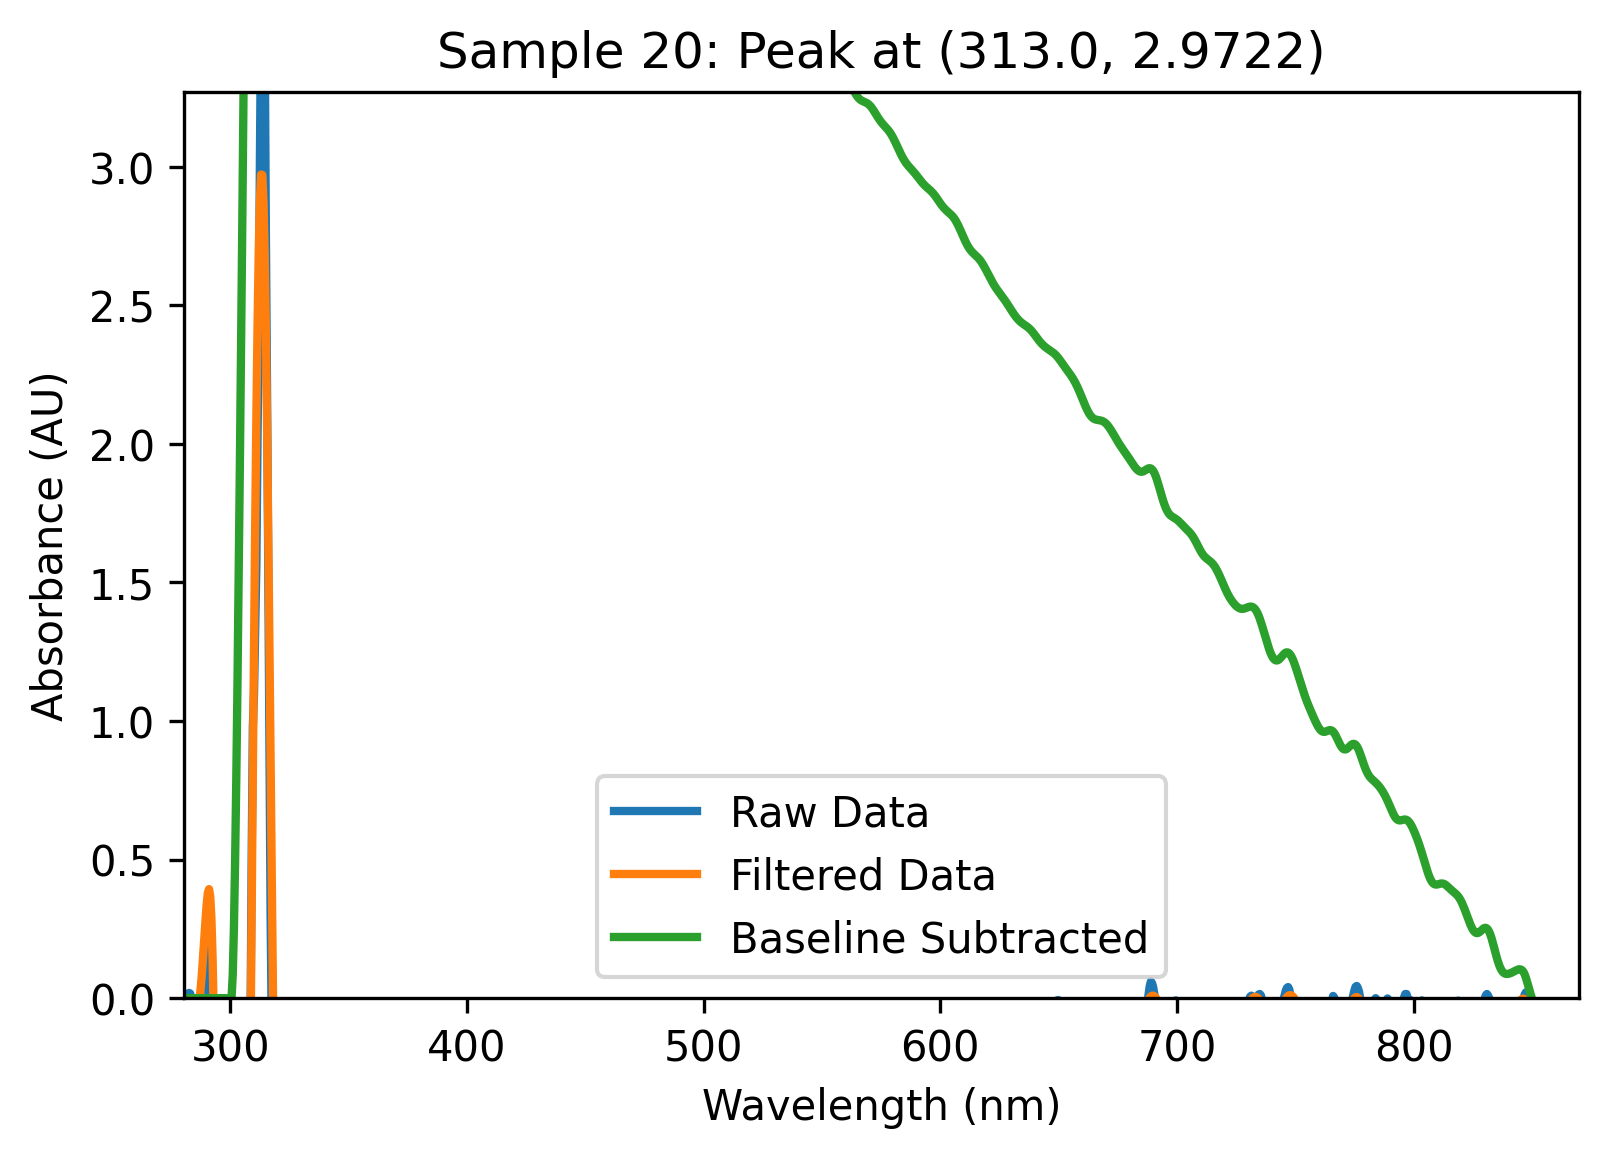 Sample 20: Peak at (313.0, 2.9722)
3.0
2.5
2.0
1.5
1.0
0.5
0.0
Absorbance (AU)
Raw Data
Filtered Data
Baseline Subtracted
300 400 500 600 700 800
Wavelength (nm)